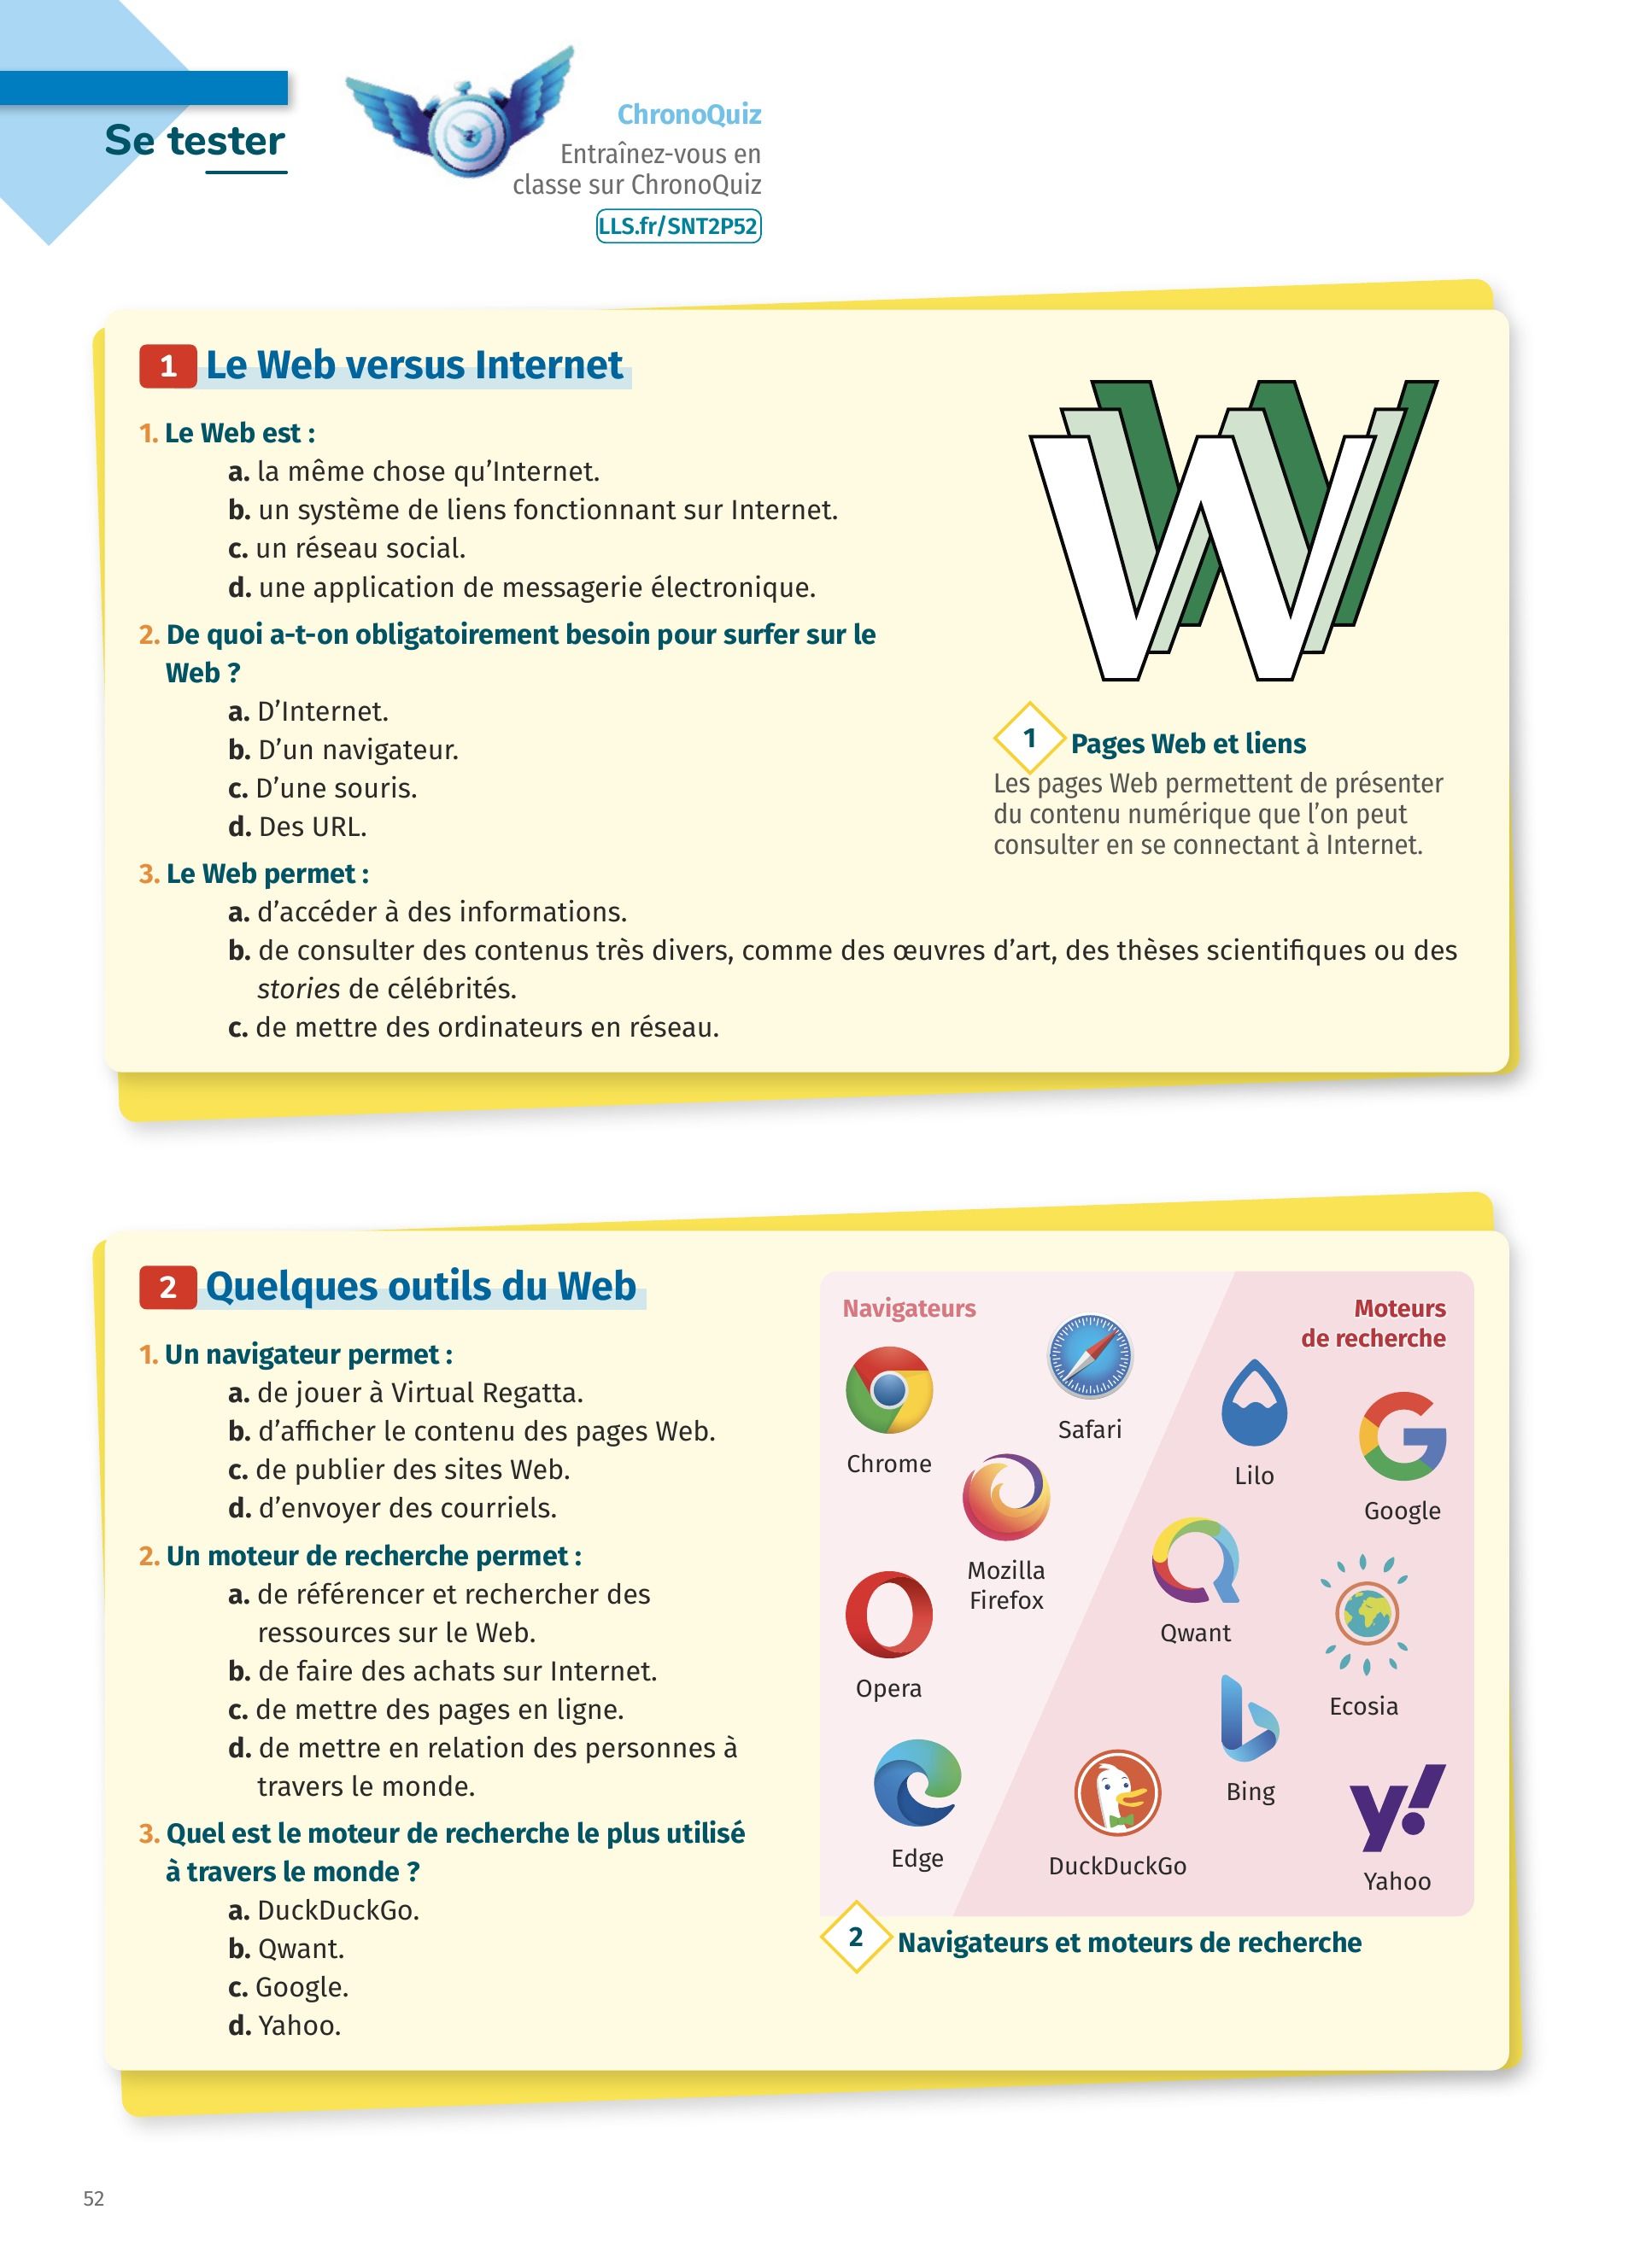 Se tester
ChronoQuiz
Entraînez-vous en
classe sur ChronoQuiz
LLS.fr/SNT2P52
1 Le Web versus Internet
1. Le Web est :
a. la même chose qu’Internet.
b. un système de liens fonctionnant sur Internet.
c. un réseau social.
d. une application de messagerie électronique.
2. De quoi a-t-on obligatoirement besoin pour surfer sur le
Web ?
a. D’Internet.
b. D’un navigateur.
c. D’une souris.
d. Des URL.
3. Le Web permet :
a. d’accéder à des informations.
b. de consulter des contenus très divers, comme des œuvres d’art, des thèses scientifiques ou des
stories de célébrités.
c. de mettre des ordinateurs en réseau.
W
1 Pages Web et liens
Les pages Web permettent de présenter
du contenu numérique que l’on peut
consulter en se connectant à Internet.
2 Quelques outils du Web
1. Un navigateur permet :
a. de jouer à Virtual Regatta.
b. d’afficher le contenu des pages Web.
c. de publier des sites Web.
d. d’envoyer des courriels.
2. Un moteur de recherche permet :
a. de référencer et rechercher des
ressources sur le Web.
b. de faire des achats sur Internet.
c. de mettre des pages en ligne.
d. de mettre en relation des personnes à
travers le monde.
3. Quel est le moteur de recherche le plus utilisé
à travers le monde ?
a. DuckDuckGo.
b. Qwant.
c. Google.
d. Yahoo.
Navigateurs
Moteurs
de recherche
Chrome
Safari
Mozilla
Firefox
Opera
Edge
Lilo
Google
Qwant
Ecosia
Bing
DuckDuckGo
Yahoo
2 Navigateurs et moteurs de recherche
52